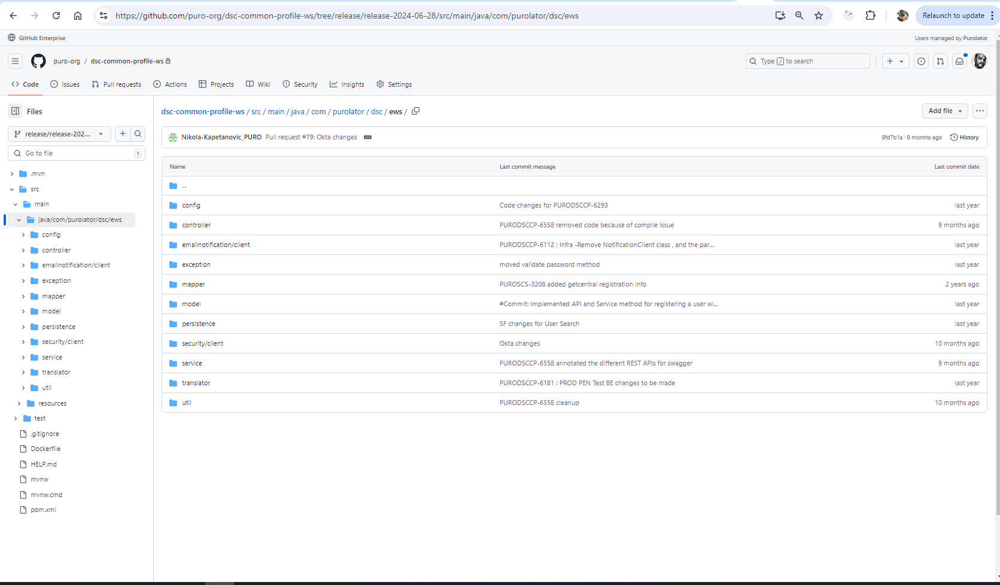 https://github.com/puro-org/dsc-common-profile-ws/tree/release/release-2024-06-28/src/main/java/com/purolator/dsc/ews
Relaunch to update
GitHub Enterprise
Users managed by Purolator
puro-org / dsc-common-profile-ws
Type / to search
Code Issues Pull requests Actions Projects Wiki Security Insights Settings
Files
release/release-202...
Go to file t
.mvn
src
main
java/com/purolator/dsc/ews
config
controller
emailnotification/client
exception
mapper
model
persistence
security/client
service
translator
util
resources
test
.gitignore
Dockerfile
HELP.md
mvnw
mvnw.cmd
pom.xml
dsc-common-profile-ws / src / main / java / com / purolator / dsc / ews /
Add file
Nikola-Kapetanovic_PURO Pull request #79: Okta changes
9fd7b1a · 9 months ago History
Name Last commit message Last commit date
..
config Code changes for PURODSCCP-6293 last year
controller PURODSCCP-6558 removed code because of compile issue 9 months ago
emailnotification/client PURODSCCP-6112 : Infra -Remove NotificationClient class , and the par... last year
exception moved validate password method last year
mapper PUROSCS-3208 added getcentral registration info 2 years ago
model #Commit: Implemented API and Service method for registering a user wi... last year
persistence SF changes for User Search last year
security/client Okta changes 10 months ago
service PURODSCCP-6558 annotated the different REST APIs for swagger 9 months ago
translator PURODSCCP-6181 : PROD PEN Test BE changes to be made last year
util PURODSCCP-6558 cleanup 10 months ago